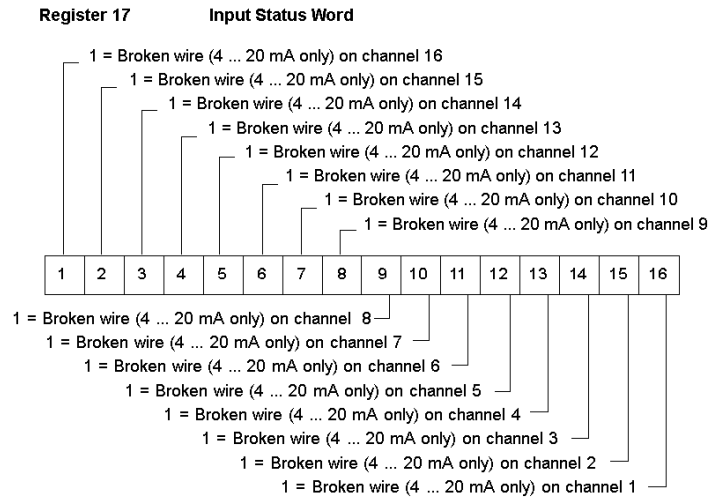 Register 17 Input Status Word
1 = Broken wire (4 ... 20 mA only) on channel 16
1 = Broken wire (4 ... 20 mA only) on channel 15
1 = Broken wire (4 ... 20 mA only) on channel 14
1 = Broken wire (4 ... 20 mA only) on channel 13
1 = Broken wire (4 ... 20 mA only) on channel 12
1 = Broken wire (4 ... 20 mA only) on channel 11
1 = Broken wire (4 ... 20 mA only) on channel 10
1 = Broken wire (4 ... 20 mA only) on channel 9
1 2 3 4 5 6 7 8 9 10 11 12 13 14 15 16
1 = Broken wire (4 ... 20 mA only) on channel 8
1 = Broken wire (4 ... 20 mA only) on channel 7
1 = Broken wire (4 ... 20 mA only) on channel 6
1 = Broken wire (4 ... 20 mA only) on channel 5
1 = Broken wire (4 ... 20 mA only) on channel 4
1 = Broken wire (4 ... 20 mA only) on channel 3
1 = Broken wire (4 ... 20 mA only) on channel 2
1 = Broken wire (4 ... 20 mA only) on channel 1